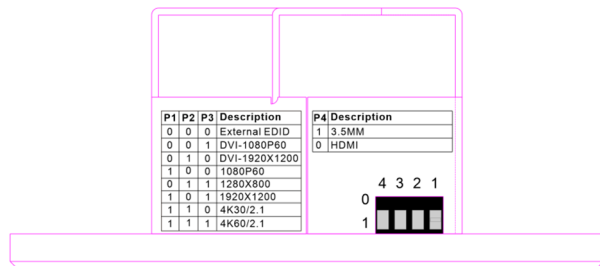 P1 P2 P3 Description
0 0 0 External EDID
0 0 1 DVI-1080P60
0 1 0 DVI-1920X1200
1 0 0 1080P60
0 1 1 1280X800
1 0 1 1920X1200
1 1 0 4K30/2.1
1 1 1 4K60/2.1
P4 Description
1 3.5MM
0 HDMI
4 3 2 1
0
1